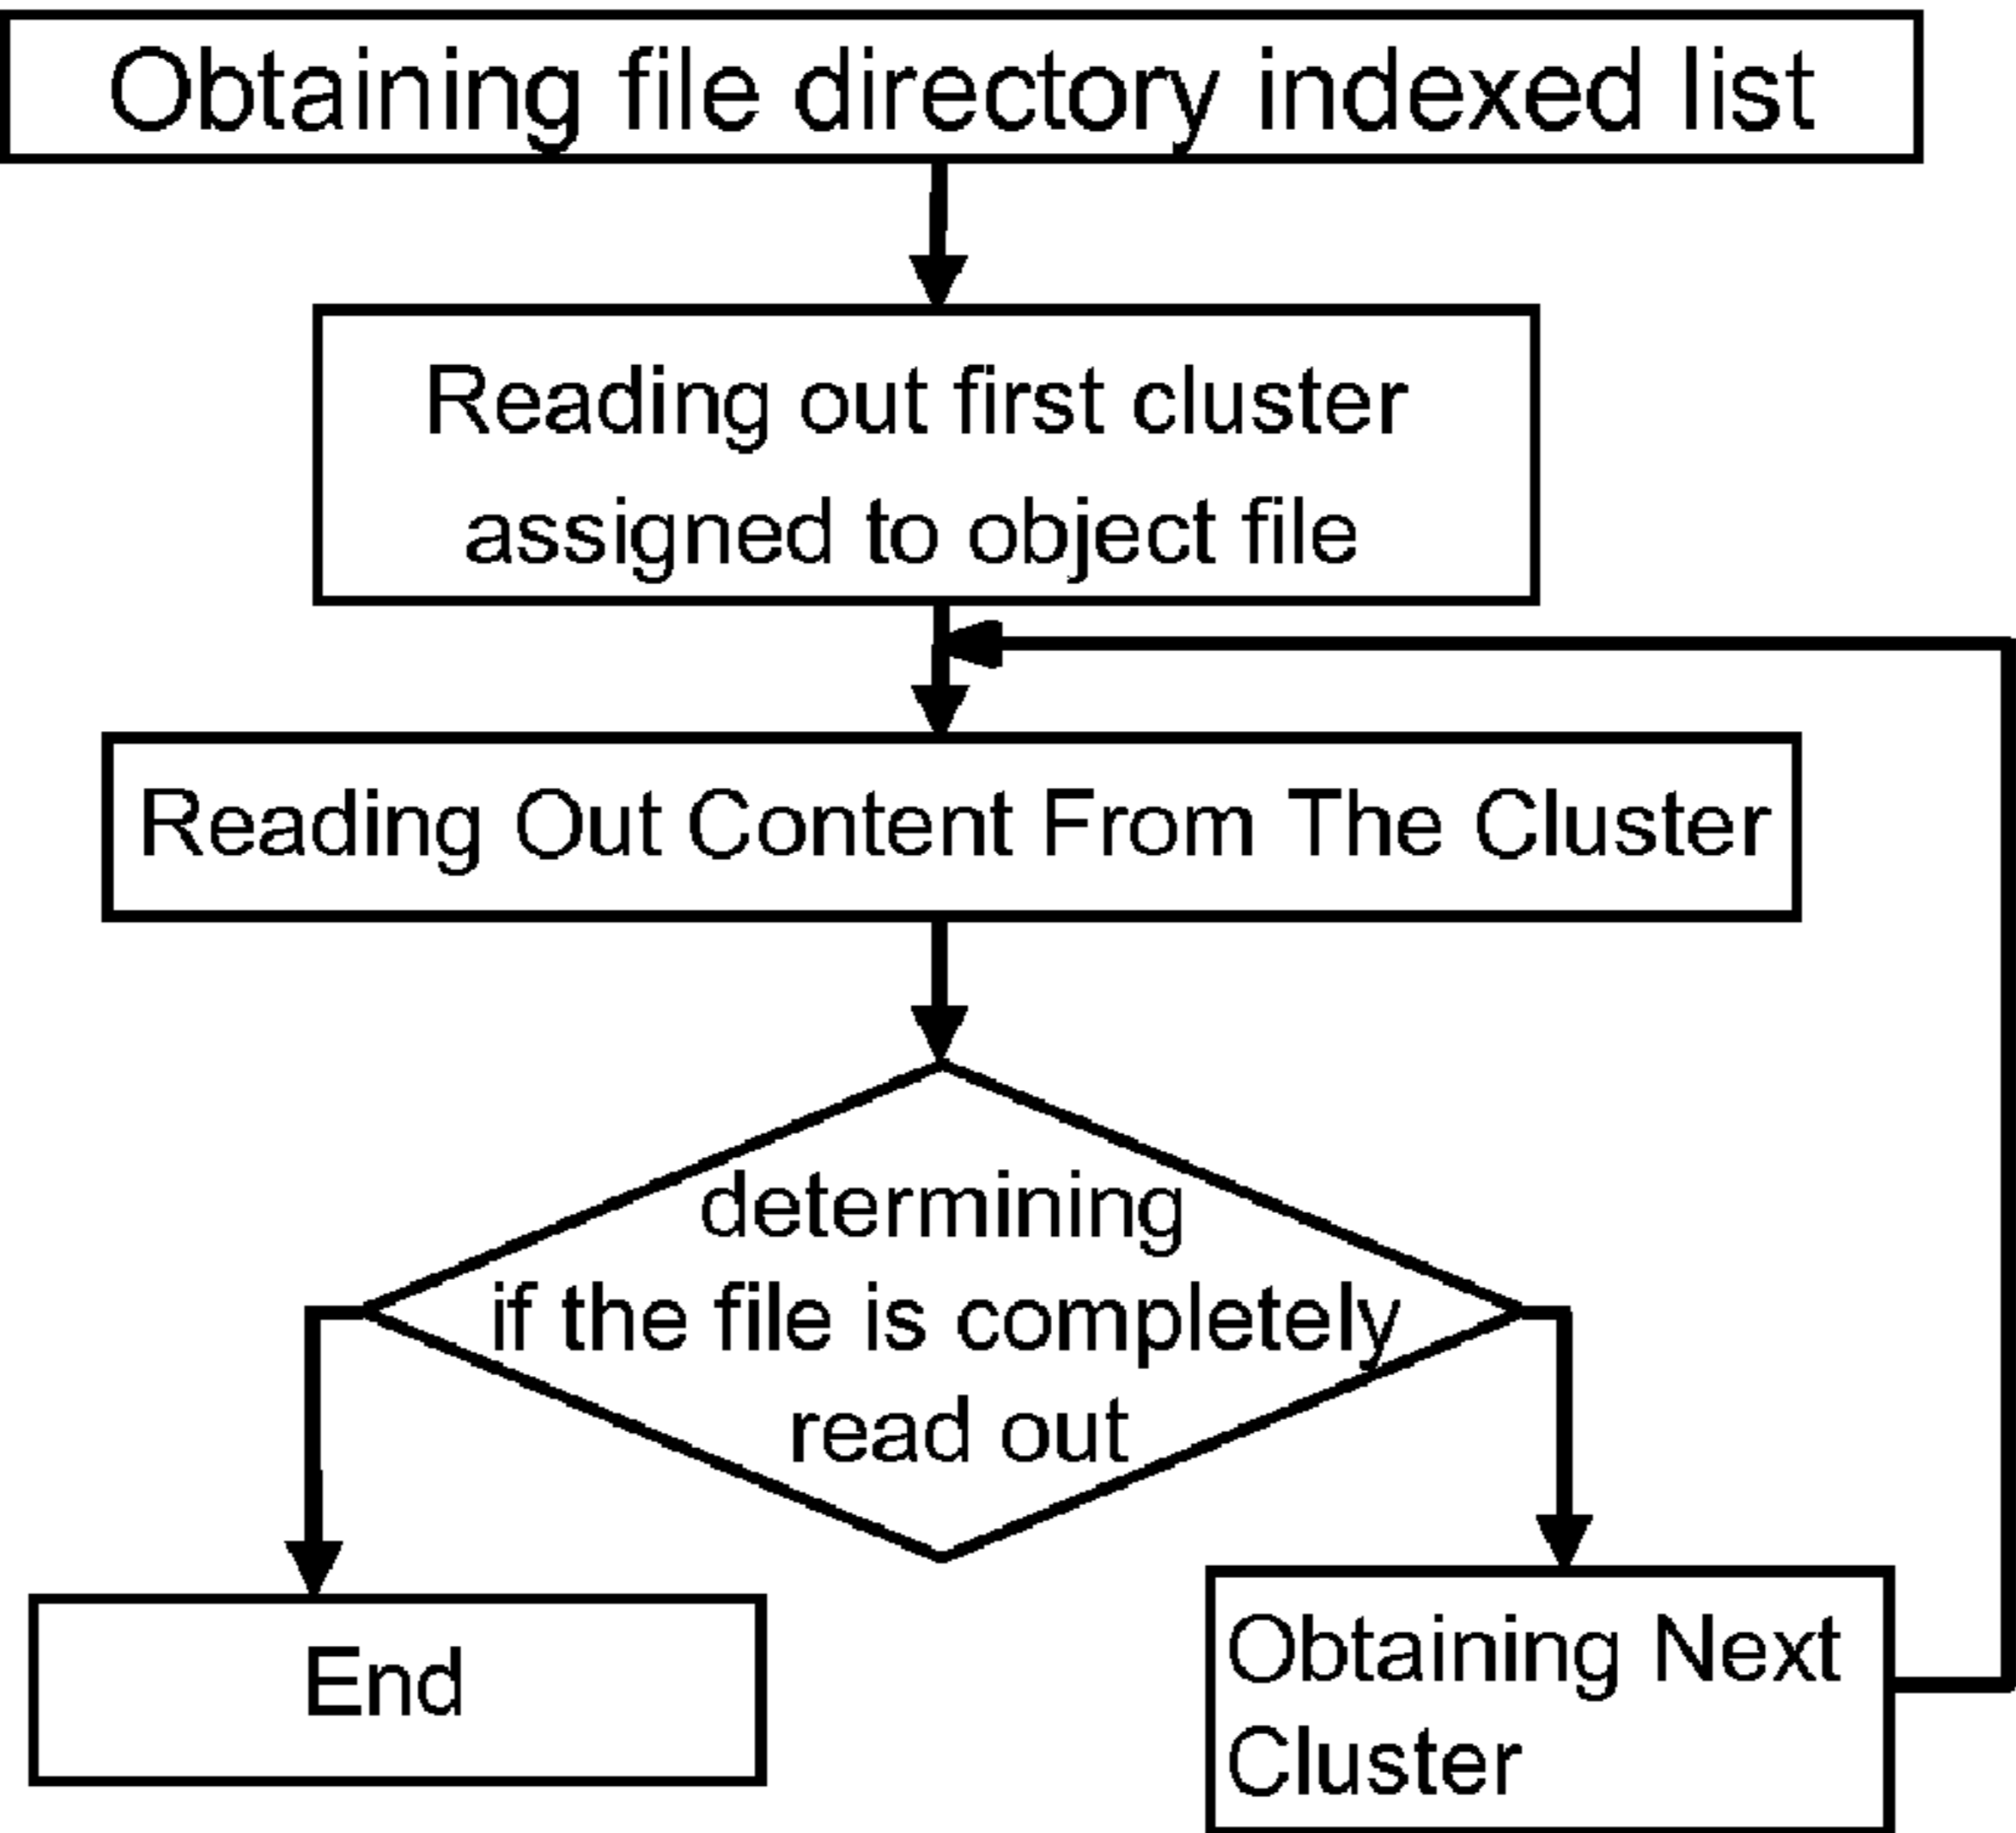 Obtaining file directory indexed list
Reading out first cluster
assigned to object file
Reading Out Content From The Cluster
determining
if the file is completely
read out
End
Obtaining Next
Cluster